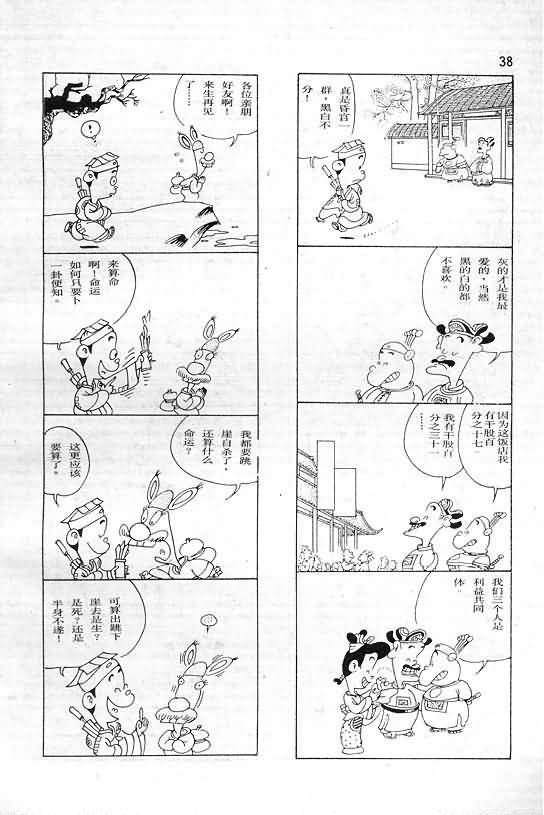 38
真是昏官一
群，黑白不
分！
灰的才是我最
爱的，当然
黑的白的都
不喜欢。
因为这饭店我
有干股百
分之十七
我有干股百
分之三十一
我们三个人是
利益共同
体。
各位亲朋
好友啊！
来生再见
了……
！
来算命
啊！命运
如何只要卜
一卦便知。
我都要跳
崖自杀了，
还算什么
命运？
这更应该
要算了。
可算出跳下
崖去是生？
是死？还是
半身不遂！